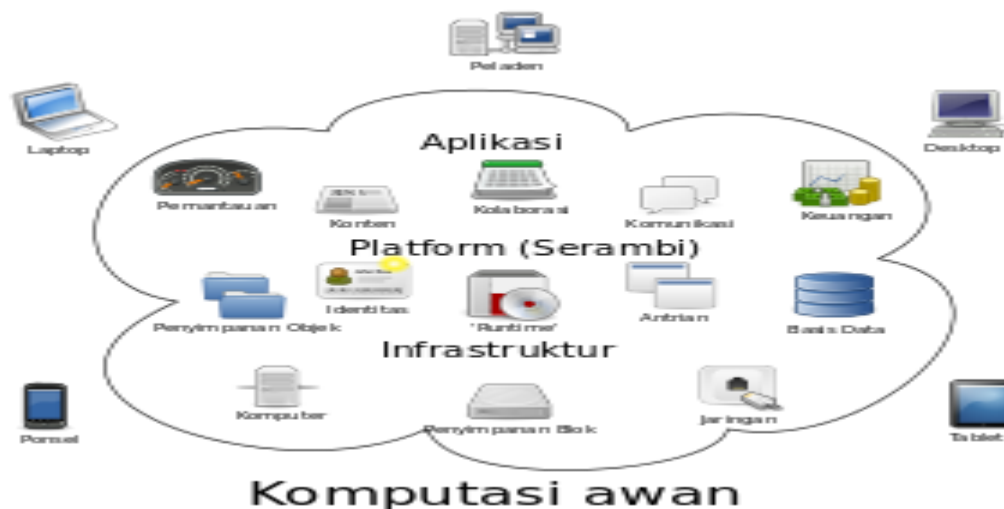 Peladen
Laptop
Desktop
Aplikasi
Pemantauan
Konten
Kolaborasi
Komunikasi
Keuangan
Platform (Serambi)
Penyimpanan Objek
Identitas
'Runtime'
Antrian
Basis Data
Infrastruktur
Ponsel
Komputer
Penyimpanan Blok
Jaringan
Tablet
Komputasi awan